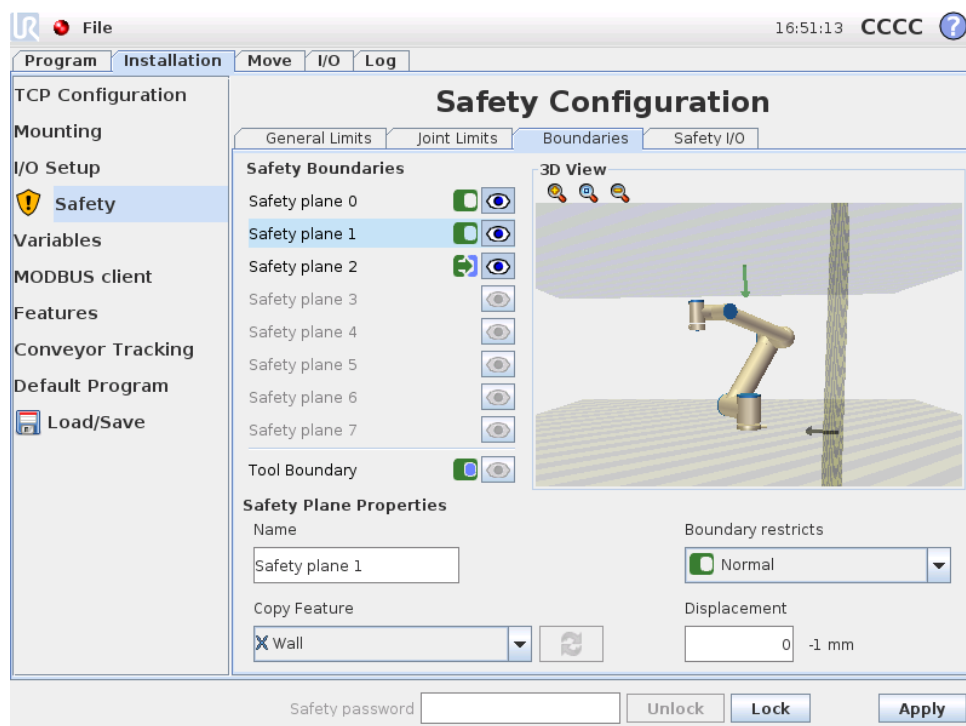 UR File 16:51:13 CCCC ?
Program Installation Move I/O Log
TCP Configuration
Mounting
I/O Setup
Safety
Variables
MODBUS client
Features
Conveyor Tracking
Default Program
Load/Save
Safety Configuration
General Limits Joint Limits Boundaries Safety I/O
Safety Boundaries
Safety plane 0
Safety plane 1
Safety plane 2
Safety plane 3
Safety plane 4
Safety plane 5
Safety plane 6
Safety plane 7
Tool Boundary
3D View
Safety Plane Properties
Name
Safety plane 1
Boundary restricts
Normal
Copy Feature
Wall
Displacement
0 -1 mm
Safety password Unlock Lock Apply